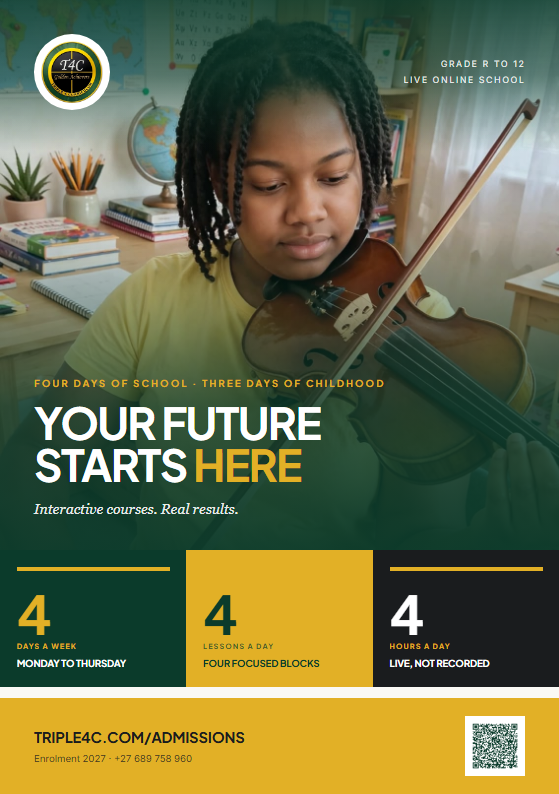 T4C
Golden Achievers
GRADE R TO 12
LIVE ONLINE SCHOOL
FOUR DAYS OF SCHOOL · THREE DAYS OF CHILDHOOD
YOUR FUTURE
STARTS HERE
Interactive courses. Real results.
4
DAYS A WEEK
MONDAY TO THURSDAY
4
LESSONS A DAY
FOUR FOCUSED BLOCKS
4
HOURS A DAY
LIVE, NOT RECORDED
TRIPLE4C.COM/ADMISSIONS
Enrolment 2027 · +27 689 758 960